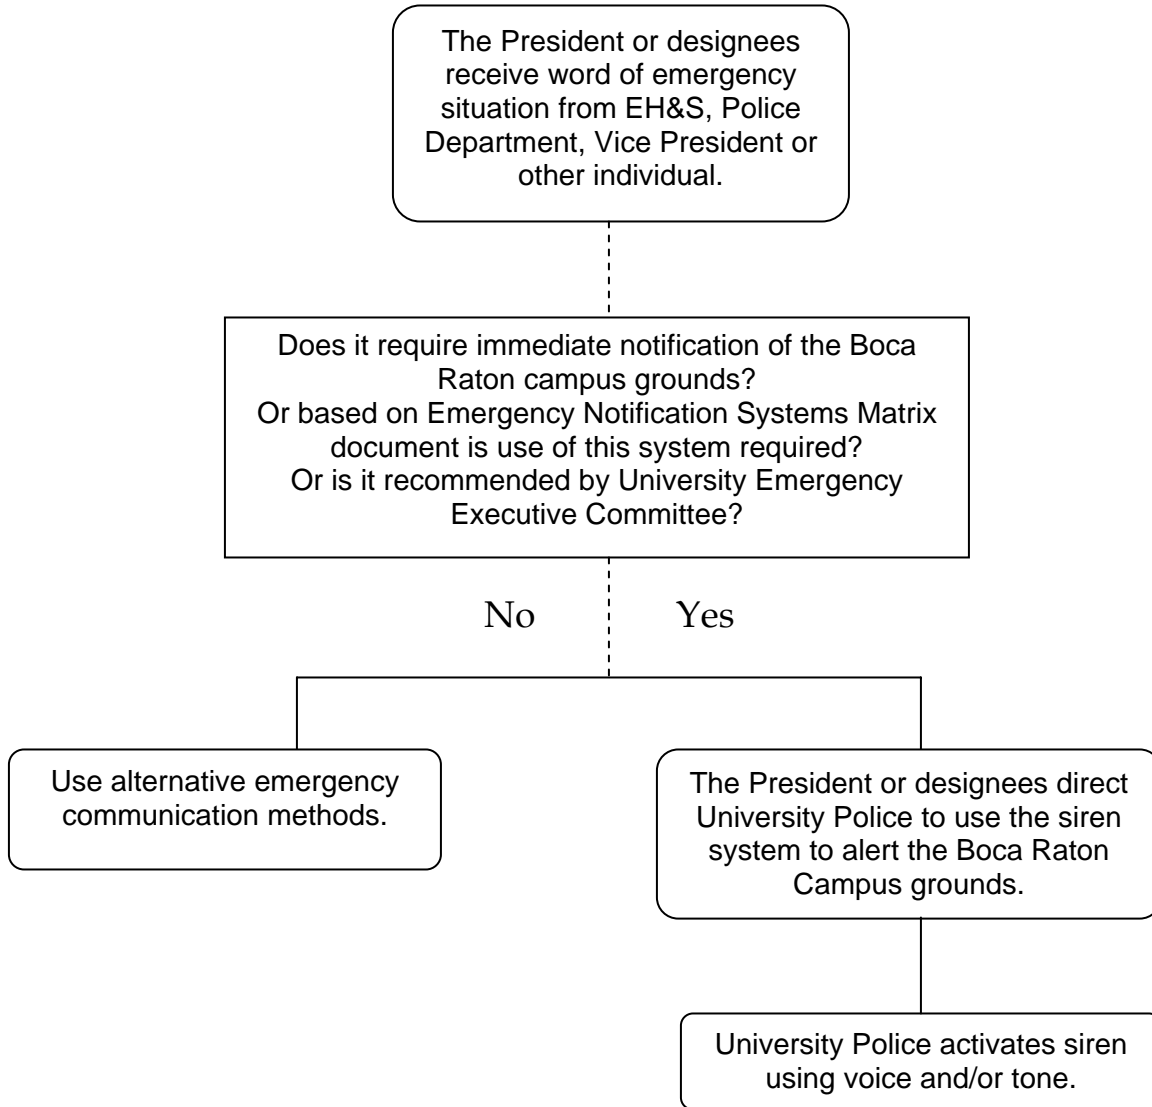 The President or designees
receive word of emergency
situation from EH&S, Police
Department, Vice President or
other individual.
Does it require immediate notification of the Boca
Raton campus grounds?
Or based on Emergency Notification Systems Matrix
document is use of this system required?
Or is it recommended by University Emergency
Executive Committee?
No
Yes
Use alternative emergency
communication methods.
The President or designees direct
University Police to use the siren
system to alert the Boca Raton
Campus grounds.
University Police activates siren
using voice and/or tone.